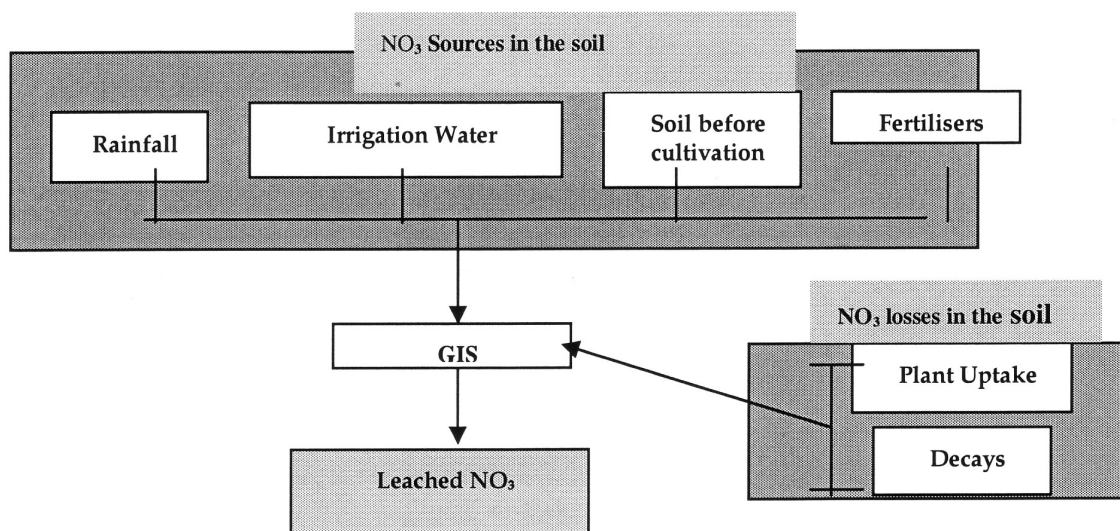 NO₃ Sources in the soil
Rainfall
Irrigation Water
Soil before
cultivation
Fertilisers
NO₃ losses in the soil
GIS
Plant Uptake
Decays
Leached NO₃